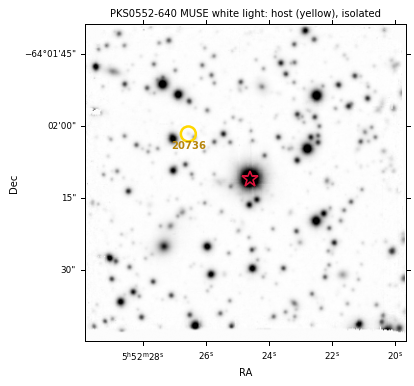 PKS0552-640 MUSE white light: host (yellow), isolated
−64°01'45"
02'00"
15"
30"
Dec
20736
5ʰ52ᵐ28ˢ
26ˢ
24ˢ
22ˢ
20ˢ
RA